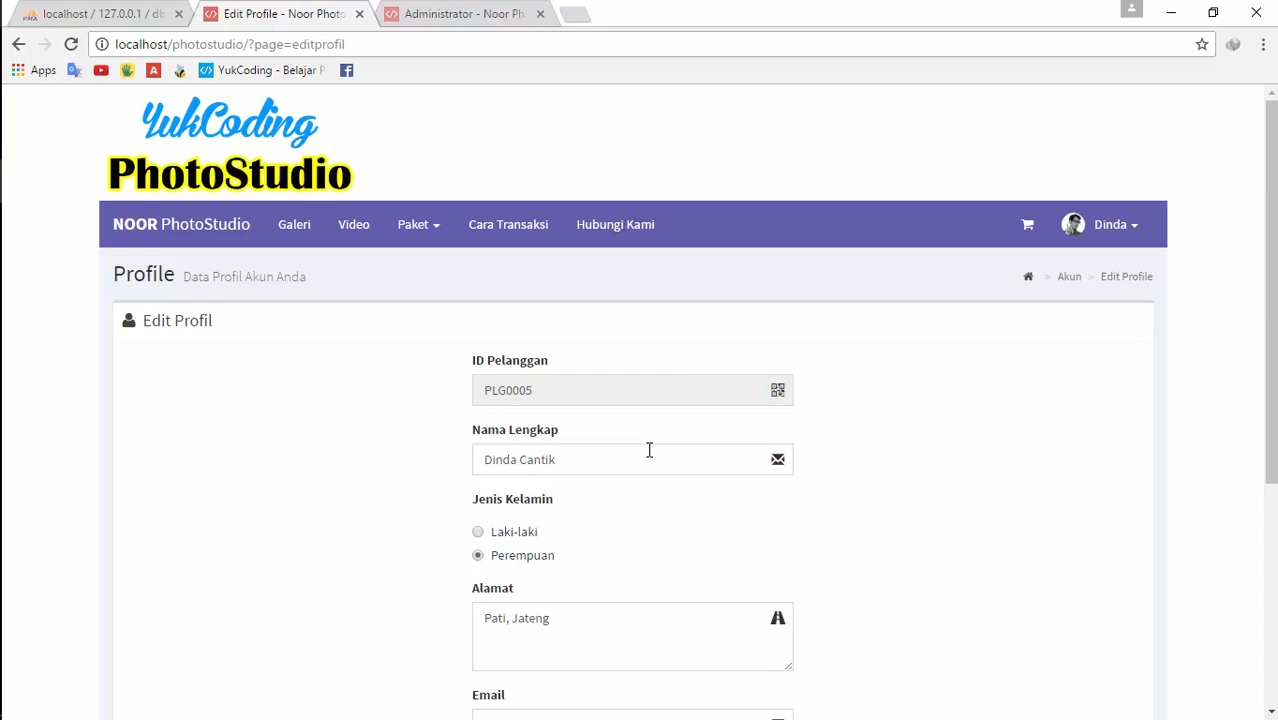 localhost / 127.0.0.1 / db
Edit Profile - Noor Photo
Administrator - Noor Ph
localhost/photostudio/?page=editprofil
Apps
A
YukCoding - Belajar P
YukCoding
PhotoStudio
NOOR PhotoStudio Galeri Video Paket Cara Transaksi Hubungi Kami Dinda
Profile Data Profil Akun Anda
Akun > Edit Profile
Edit Profil
ID Pelanggan
PLG0005
Nama Lengkap
Dinda Cantik
Jenis Kelamin
Laki-laki
Perempuan
Alamat
Pati, Jateng
Email